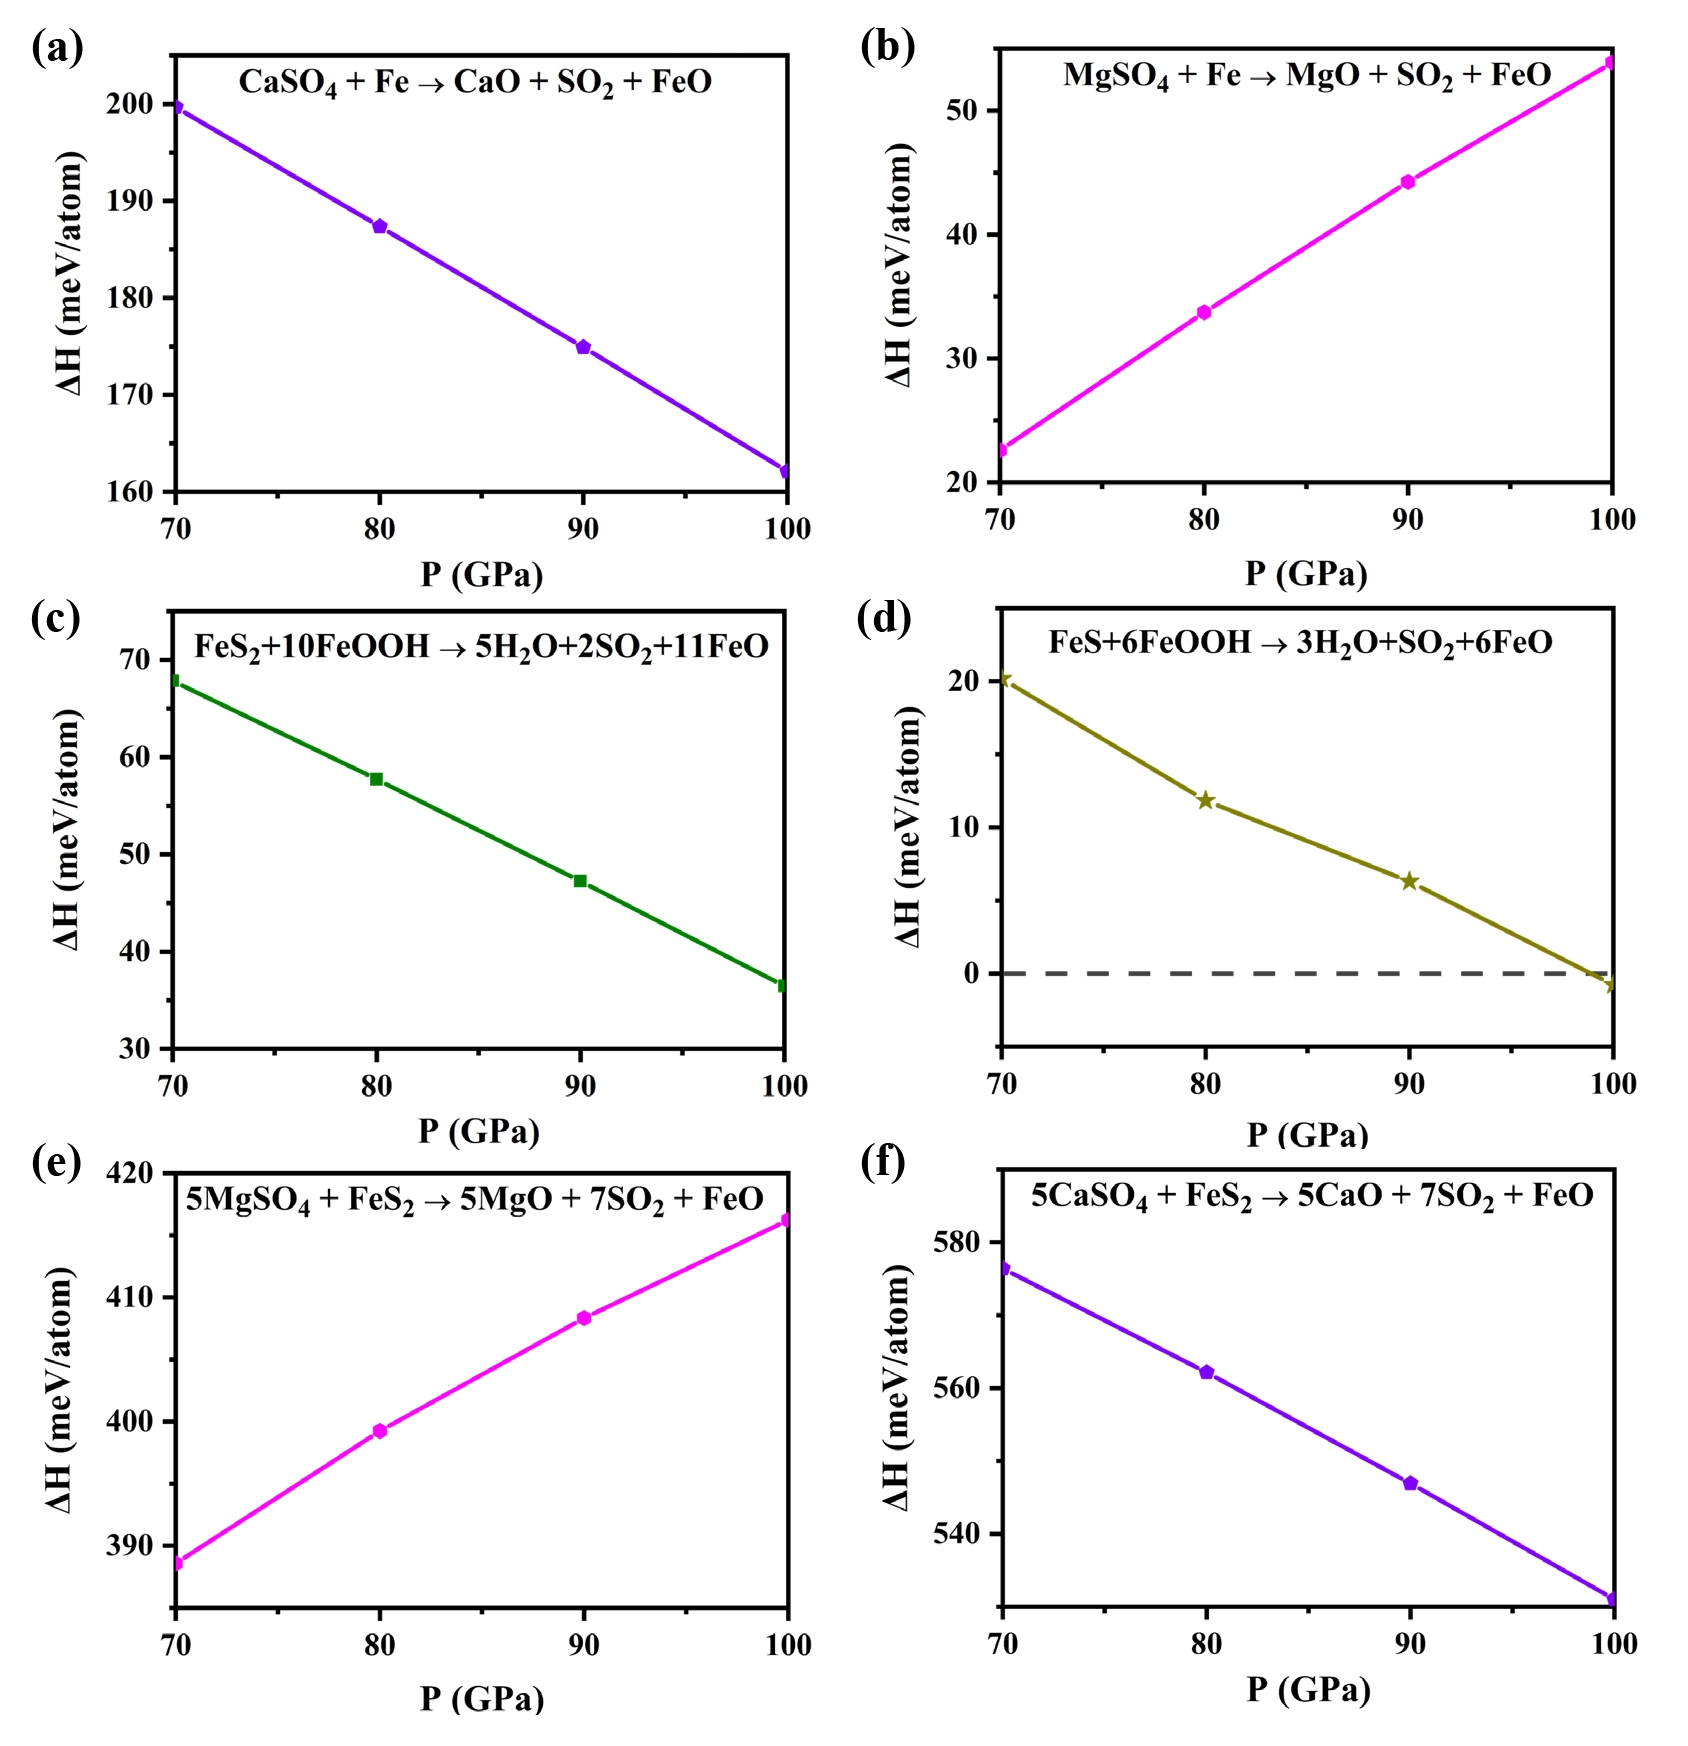 (a)
CaSO₄ + Fe → CaO + SO₂ + FeO
200
190
180
170
160
ΔH (meV/atom)
70 80 90 100
P (GPa)
(b)
MgSO₄ + Fe → MgO + SO₂ + FeO
50
40
30
20
ΔH (meV/atom)
70 80 90 100
P (GPa)
(c)
FeS₂+10FeOOH → 5H₂O+2SO₂+11FeO
70
60
50
40
30
ΔH (meV/atom)
70 80 90 100
P (GPa)
(d)
FeS+6FeOOH → 3H₂O+SO₂+6FeO
20
10
0
ΔH (meV/atom)
70 80 90 100
P (GPa)
(e)
5MgSO₄ + FeS₂ → 5MgO + 7SO₂ + FeO
420
410
400
390
ΔH (meV/atom)
70 80 90 100
P (GPa)
(f)
5CaSO₄ + FeS₂ → 5CaO + 7SO₂ + FeO
580
560
540
ΔH (meV/atom)
70 80 90 100
P (GPa)